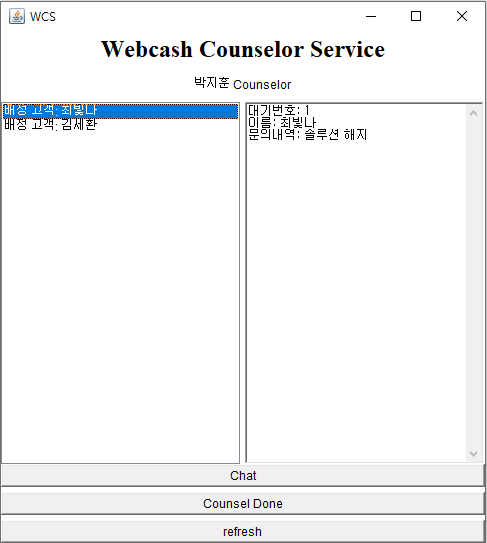 WCS
Webcash Counselor Service
박지훈 Counselor
배정 고객: 최빛나
배정 고객: 김세환
대기번호: 1
이름: 최빛나
문의내역: 솔루션 해지
Chat
Counsel Done
refresh